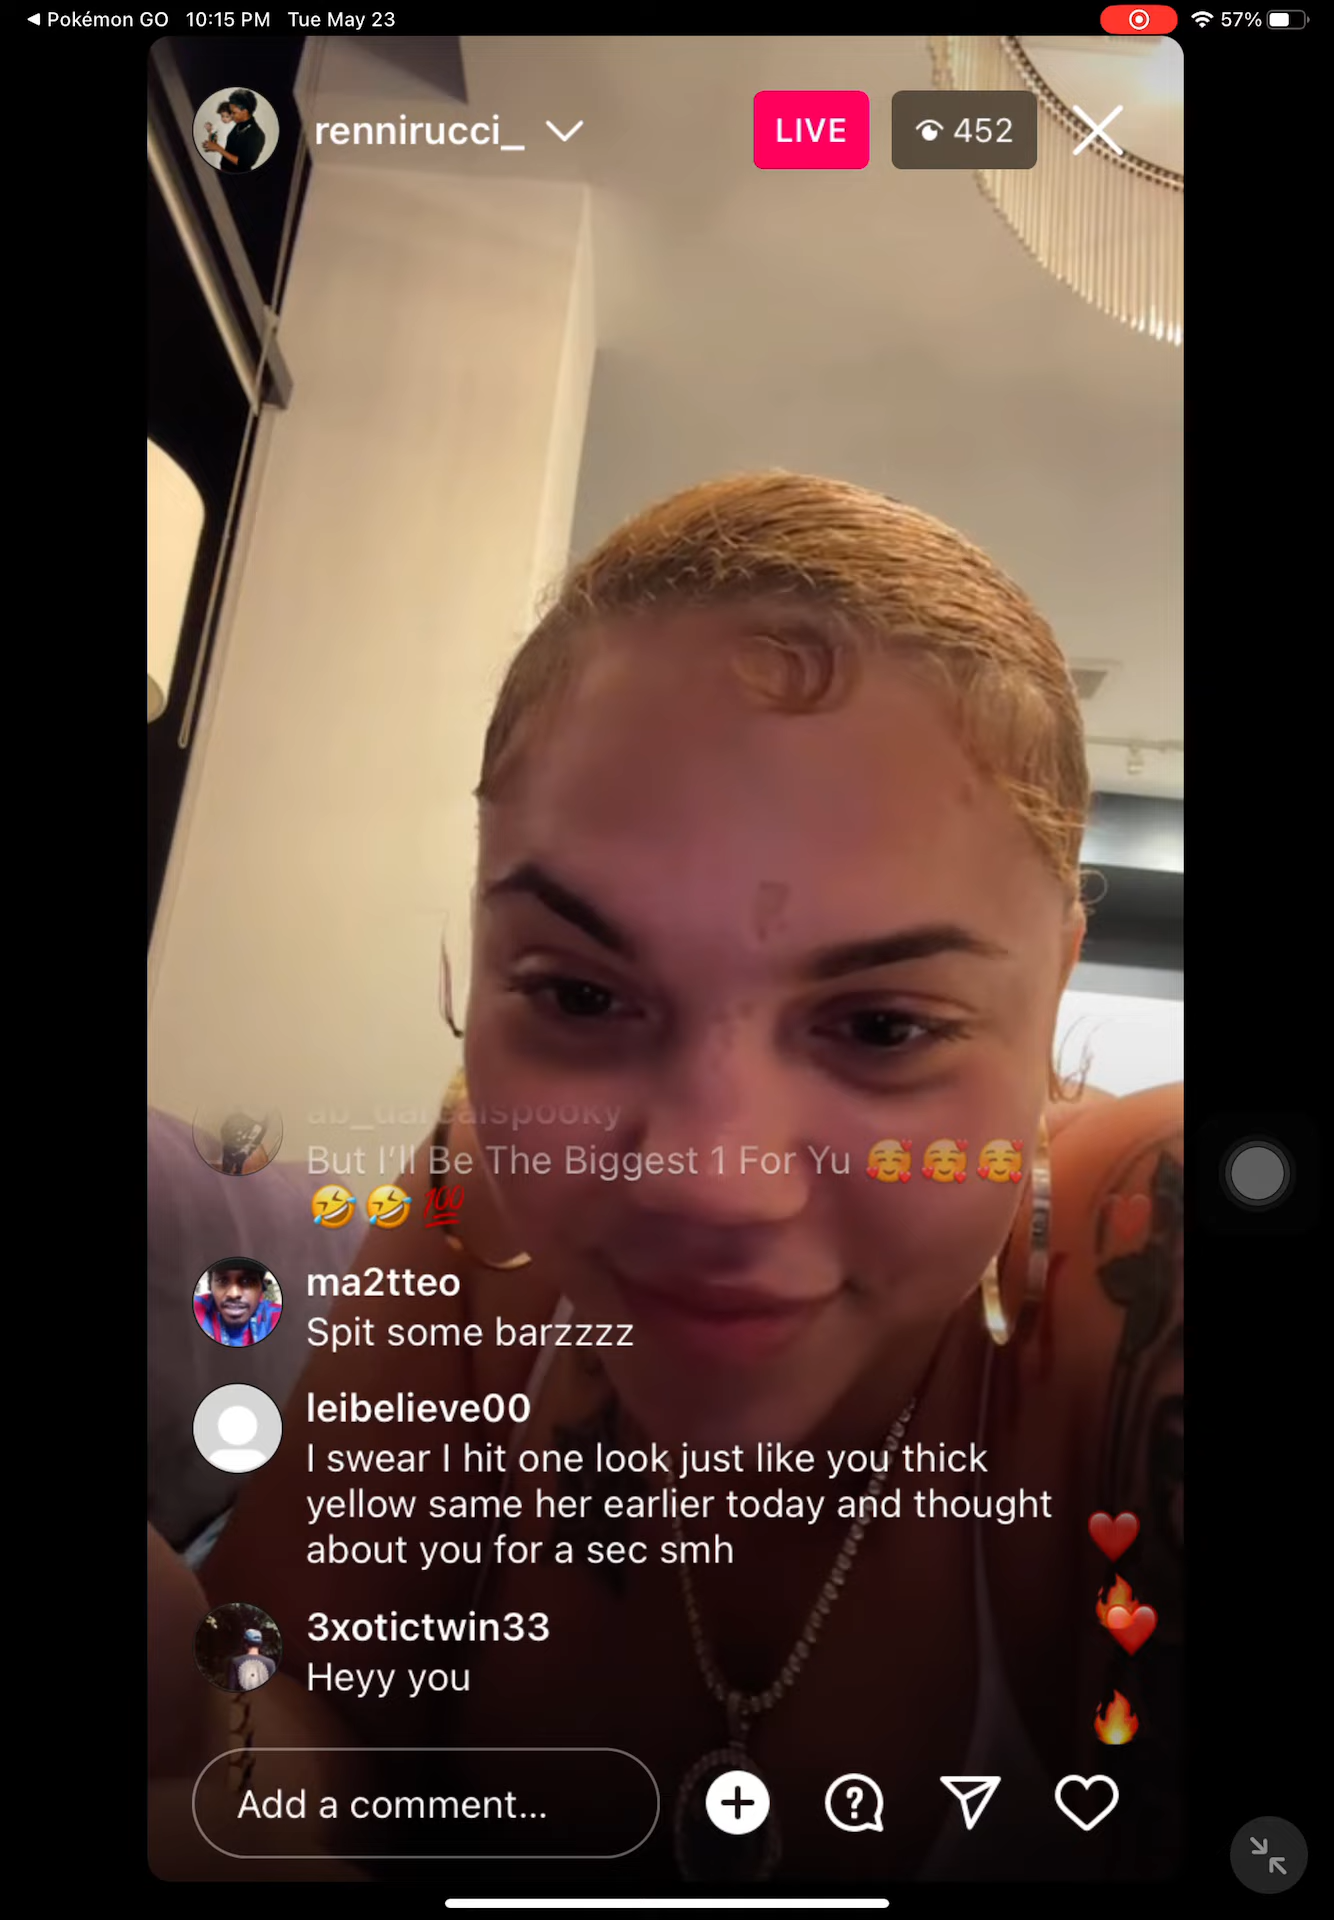 ◀ Pokémon GO 10:15 PM Tue May 23 57%
rennirucci_ LIVE 452
ab_darealspooky
But I'll Be The Biggest 1 For Yu 🥰🥰🥰
🤣🤣💯
ma2tteo
Spit some barzzzz
leibelieve00
I swear I hit one look just like you thick
yellow same her earlier today and thought
about you for a sec smh
3xotictwin33
Heyy you
Add a comment...